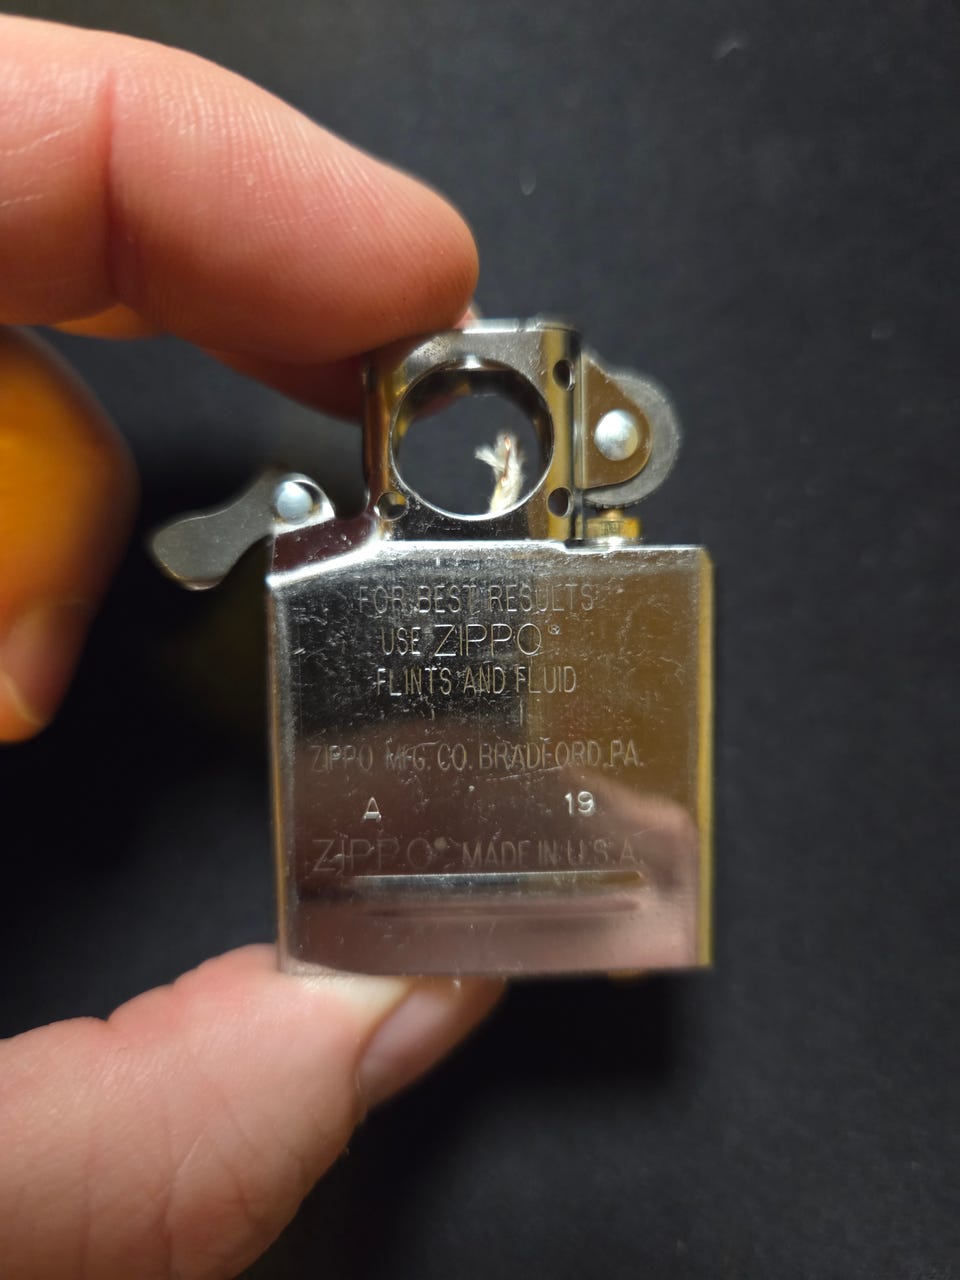 FOR BEST RESULTS
USE ZIPPO®
FLINTS AND FLUID
ZIPPO MFG. CO. BRADFORD, PA.
A 19
ZIPPO® MADE IN U.S.A.